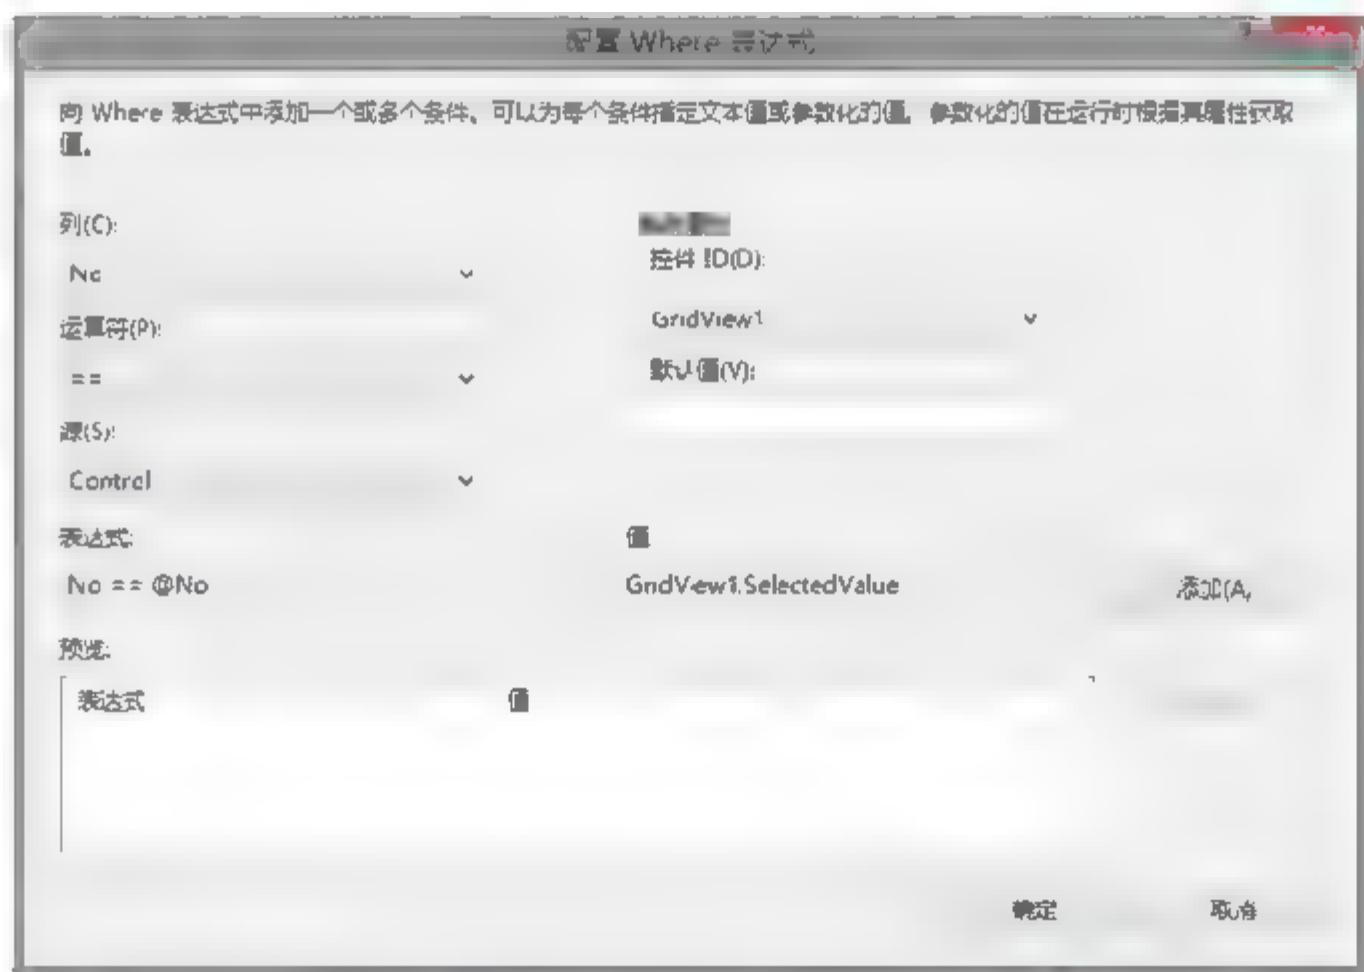 配置 Where 表达式
向 Where 表达式中添加一个或多个条件。可以为每个条件指定文本值或参数化的值。参数化的值在运行时根据其属性获取
值。
列(C):
No
运算符(P):
==
源(S):
Control
控件 ID(D):
GridView1
默认值(V):
表达式:
值
No == @No
GridView1.SelectedValue
添加(A)
预览:
表达式
值
确定
取消